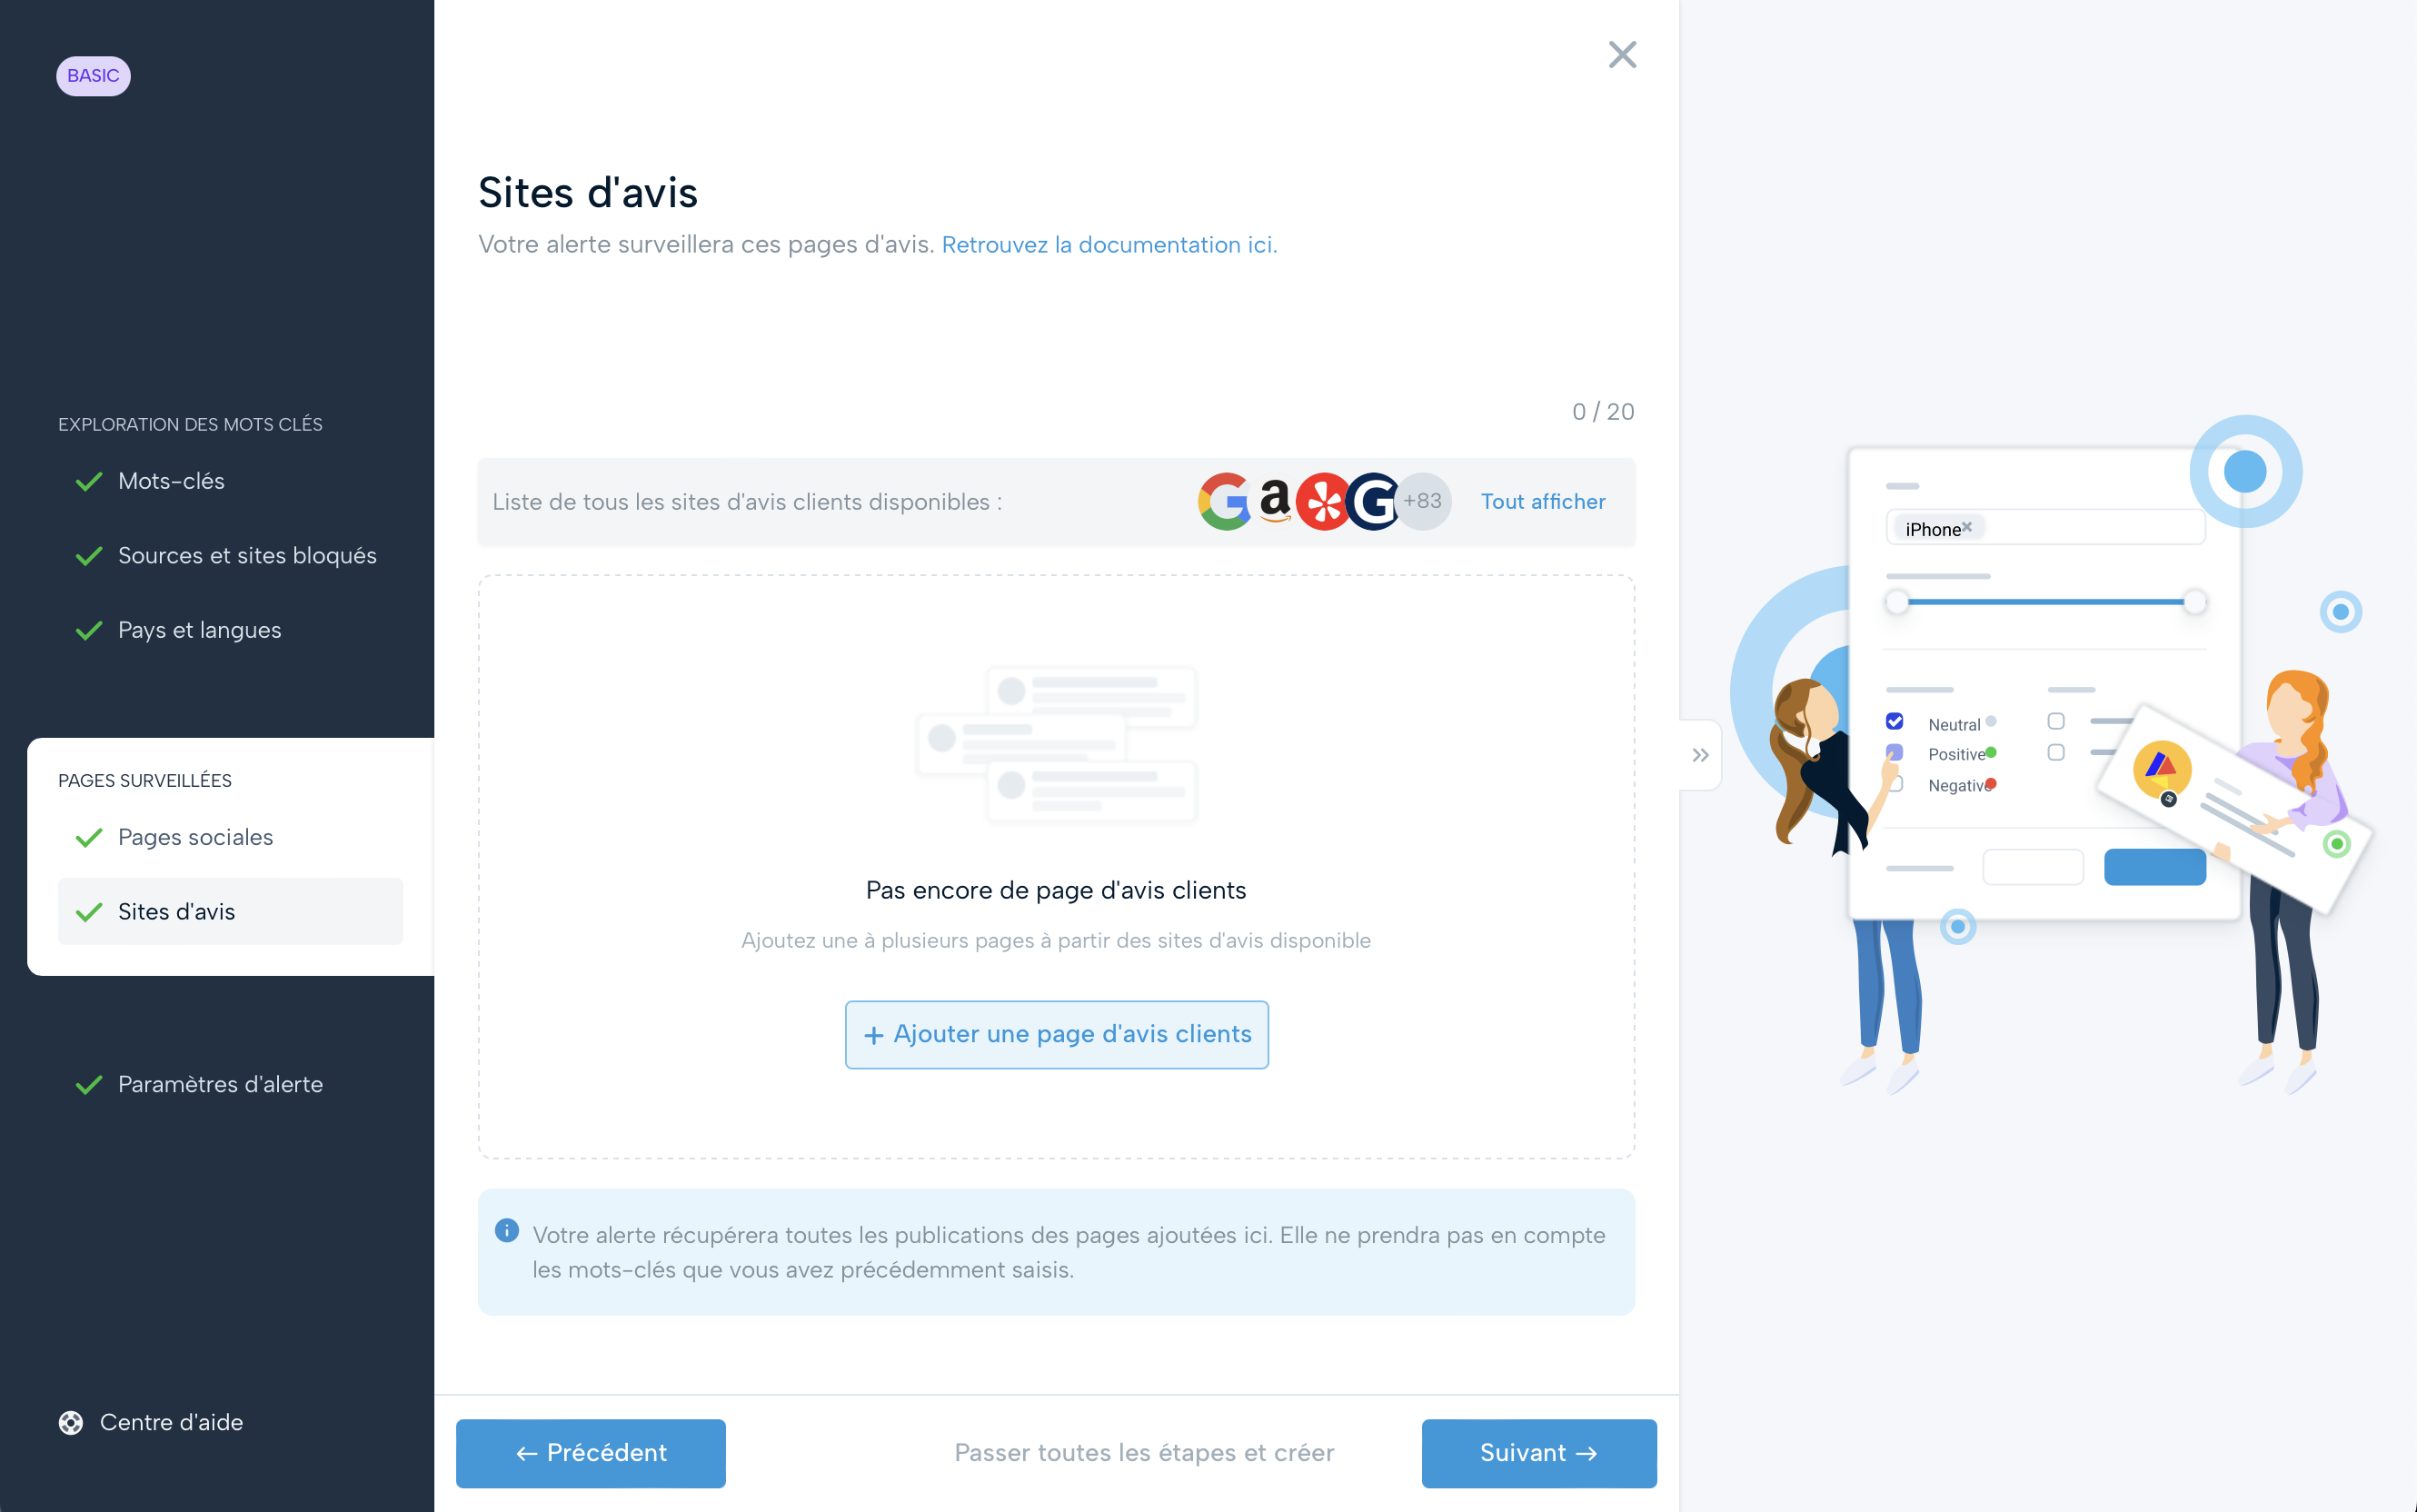 BASIC
EXPLORATION DES MOTS CLÉS
Mots-clés
Sources et sites bloqués
Pays et langues
PAGES SURVEILLÉES
Pages sociales
Sites d'avis
Paramètres d'alerte
Centre d'aide
Sites d'avis
Votre alerte surveillera ces pages d'avis. Retrouvez la documentation ici.
0 / 20
Liste de tous les sites d'avis clients disponibles :
G a G +83
Tout afficher
Pas encore de page d'avis clients
Ajoutez une à plusieurs pages à partir des sites d'avis disponible
+ Ajouter une page d'avis clients
Votre alerte récupérera toutes les publications des pages ajoutées ici. Elle ne prendra pas en compte
les mots-clés que vous avez précédemment saisis.
← Précédent
Passer toutes les étapes et créer
Suivant →
iPhone
Neutral
Positive
Negative